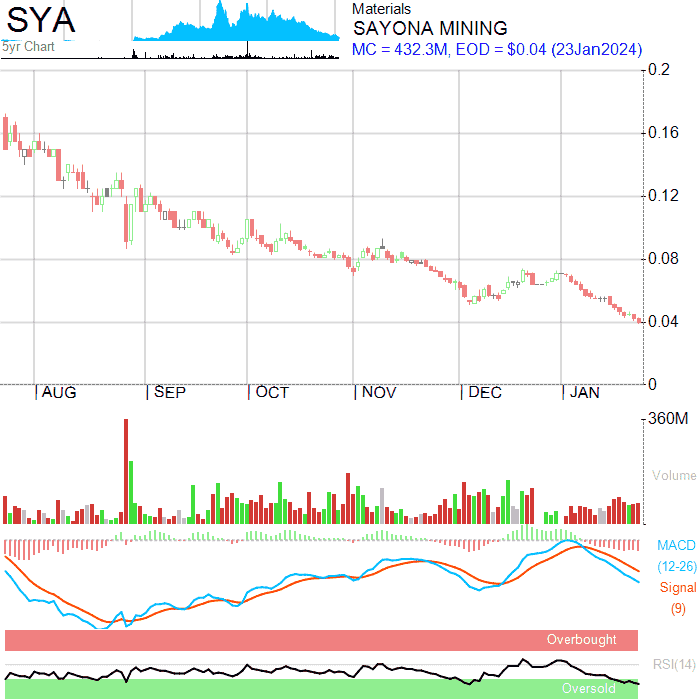 SYA
5yr Chart
Materials
SAYONA MINING
MC = 432.3M, EOD = $0.04 (23Jan2024)
0.2
0.16
0.12
0.08
0.04
0
AUG SEP OCT NOV DEC JAN
360M
Volume
MACD
(12-26)
Signal
(9)
Overbought
RSI(14)
Oversold